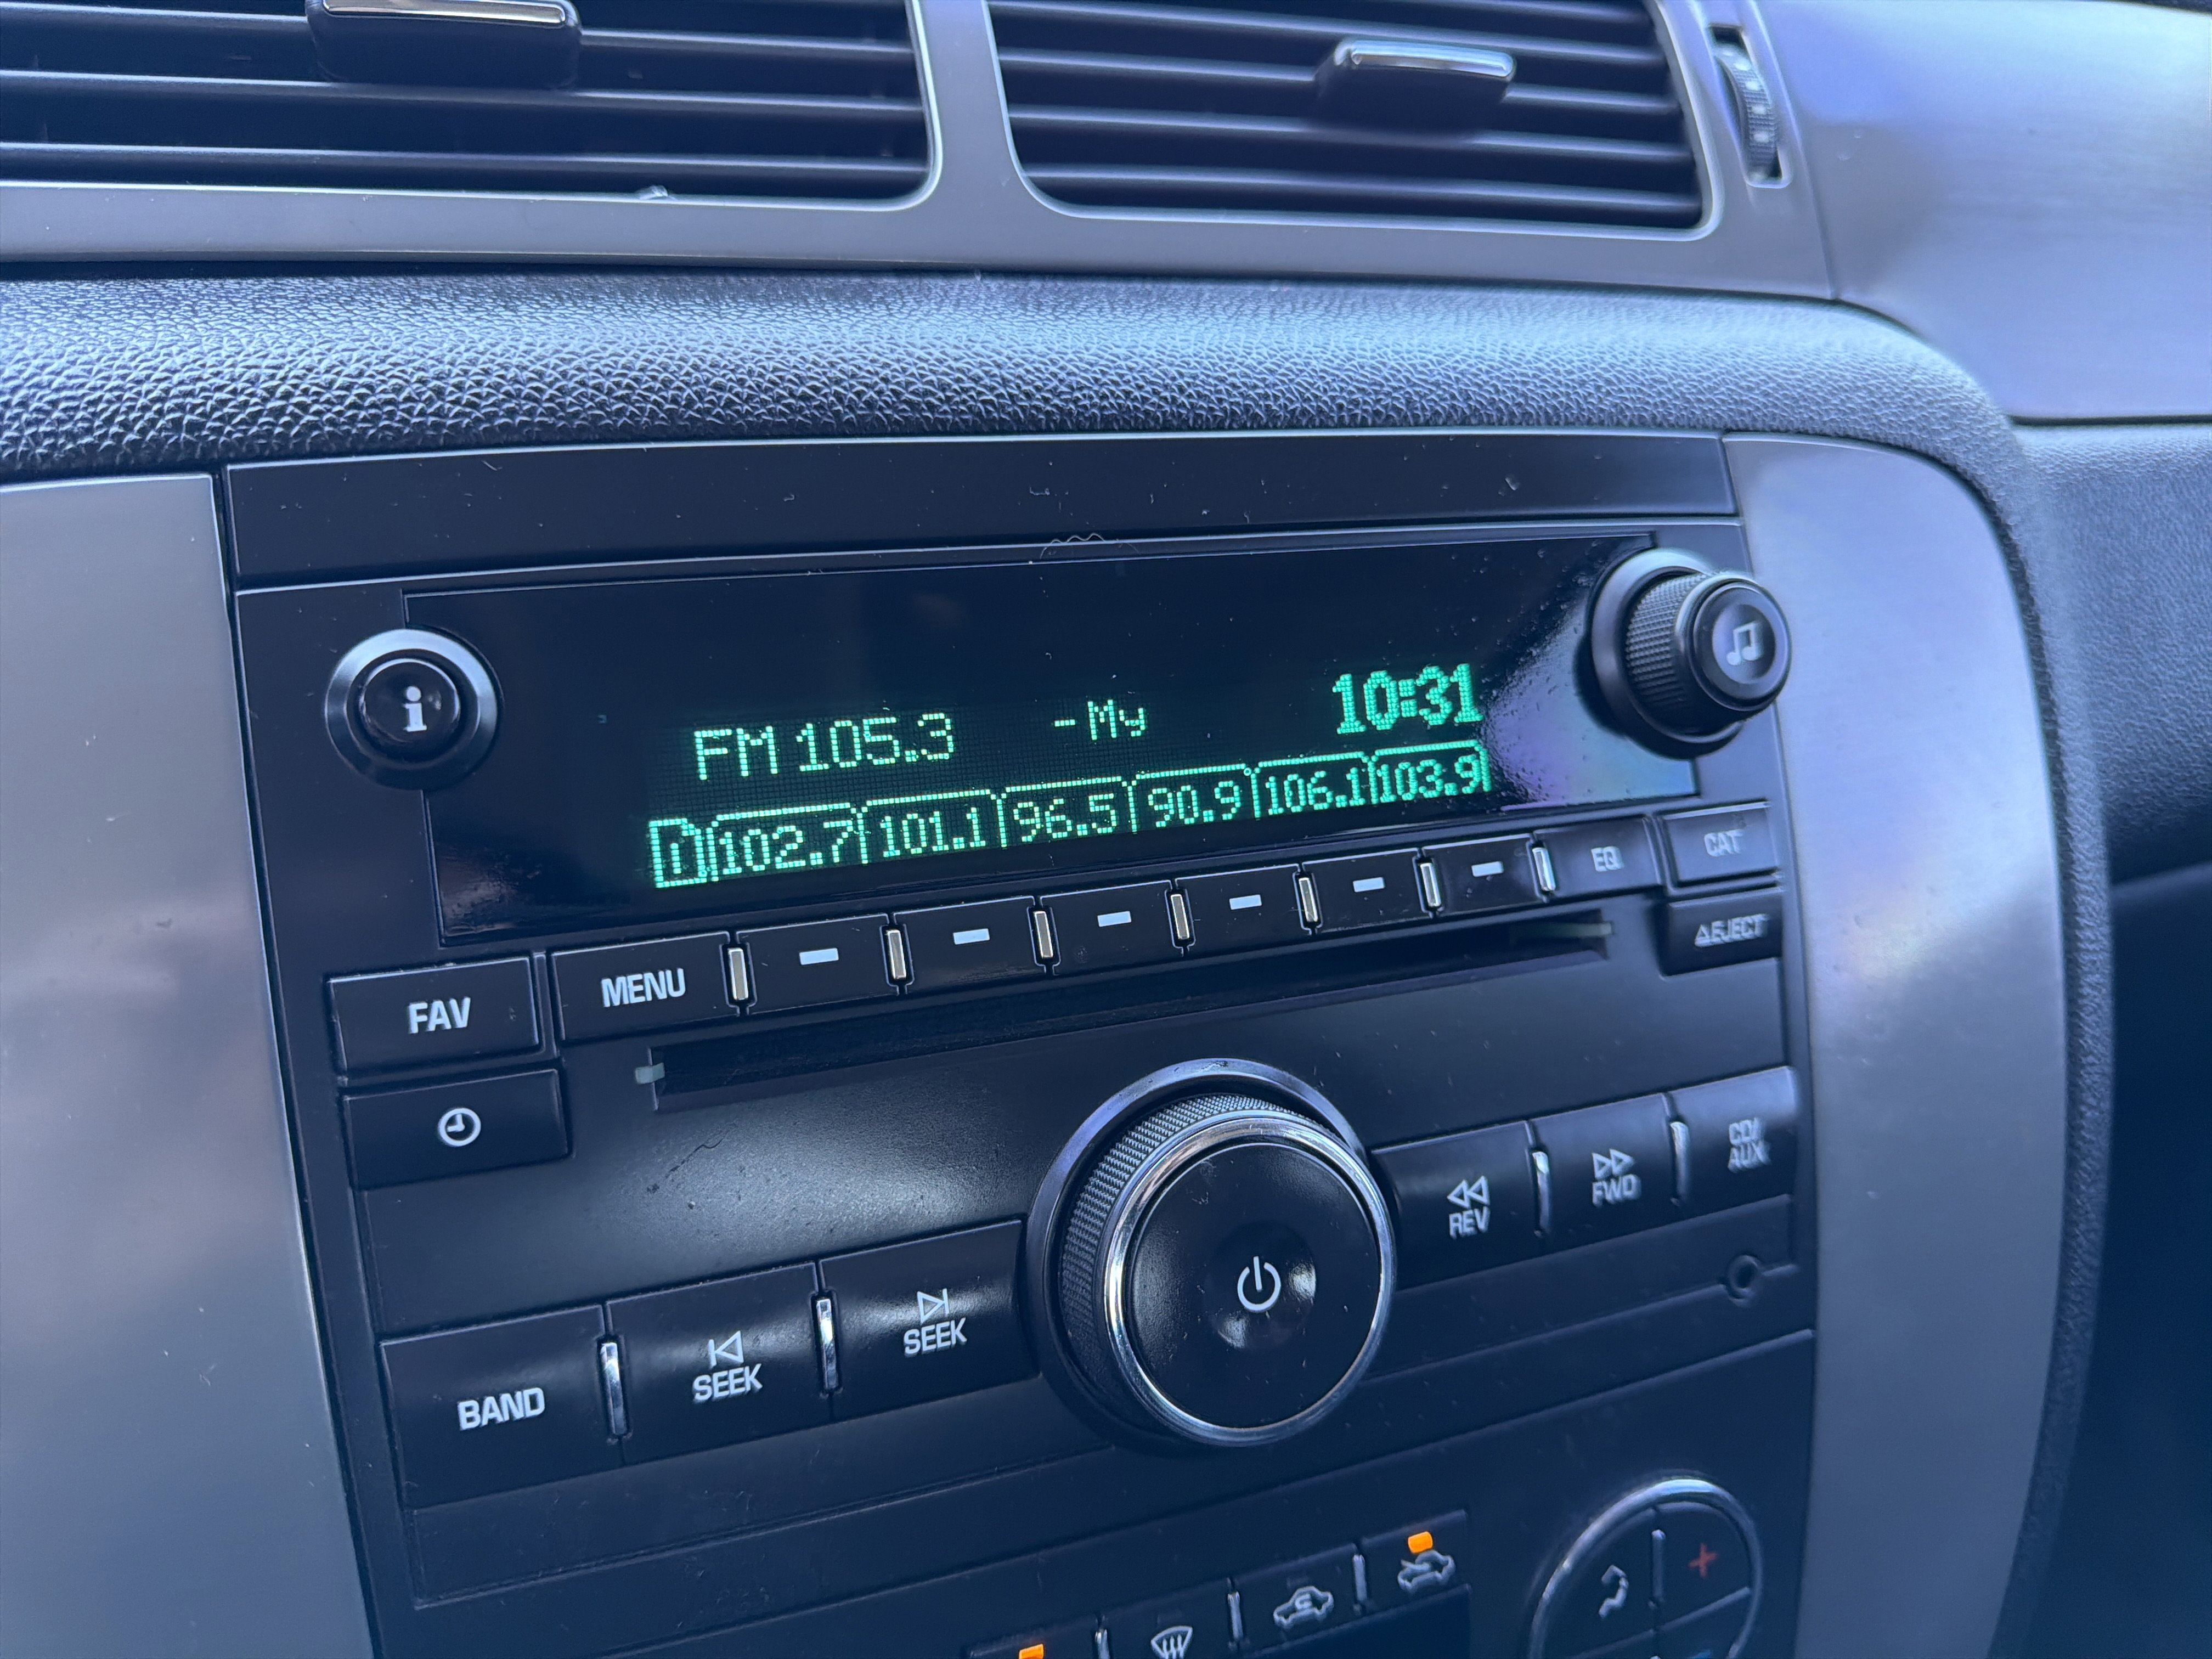 FM 105.3 -My 10:31
1 102.7 101.1 96.5 90.9 106.1 103.9
i
EQ CAT
FAV MENU EJECT
REV FWD CD/
AUX
BAND SEEK SEEK
+